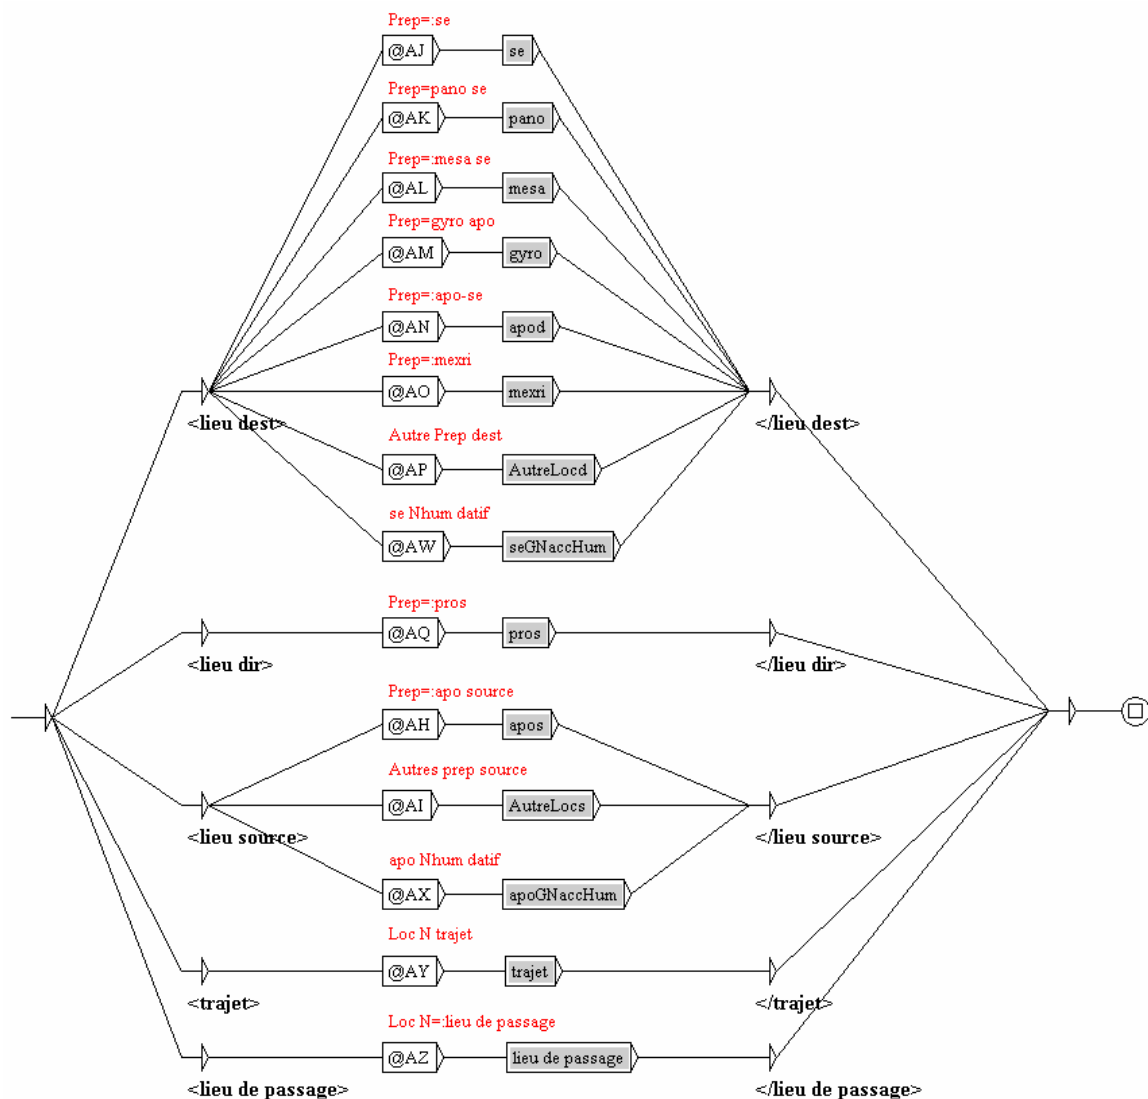 Prep=:se
@AJ se
Prep=pano se
@AK pano
Prep=:mesa se
@AL mesa
Prep=gyro apo
@AM gyro
Prep=:apo-se
@AN apod
Prep=:mexri
@AO mexri
<lieu dest> </lieu dest>
Autre Prep dest
@AP AutreLocd
se Nhum datif
@AW seGNaccHum
Prep=:pros
@AQ pros
<lieu dir> </lieu dir>
Prep=:apo source
@AH apos
Autres prep source
@AI AutreLocs
<lieu source> </lieu source>
apo Nhum datif
@AX apoGNaccHum
Loc N trajet
@AY trajet
<trajet> </trajet>
Loc N=:lieu de passage
@AZ lieu de passage
<lieu de passage> </lieu de passage>